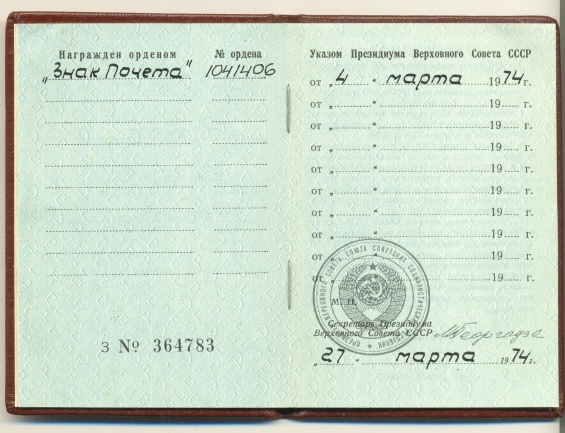 Награжден орденом № ордена
„Знак Почета" 1041406
З № 364783
Указом Президиума Верховного Совета СССР
от „ 4 " марта 1974 г.
от „ " 19 г.
от „ " 19 г.
от „ " 19 г.
от „ " 19 г.
от „ " 19 г.
от „ " 19 г.
от „ " 19 г.
от „ " 19 г.
от „ " 19 г.
М. П.
Секретарь Президиума
Верховного Совета СССР МГеоргадзе
„27 " марта 1974 г.